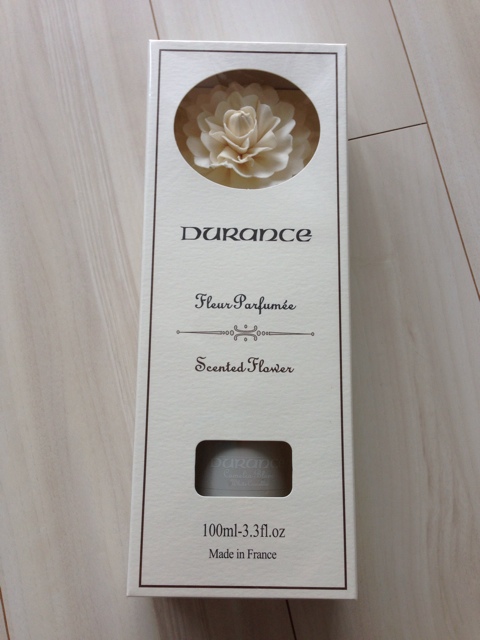 DURANCE
Fleur Parfumée
Scented Flower
DURANCE
100ml-3.3fl.oz
Made in France